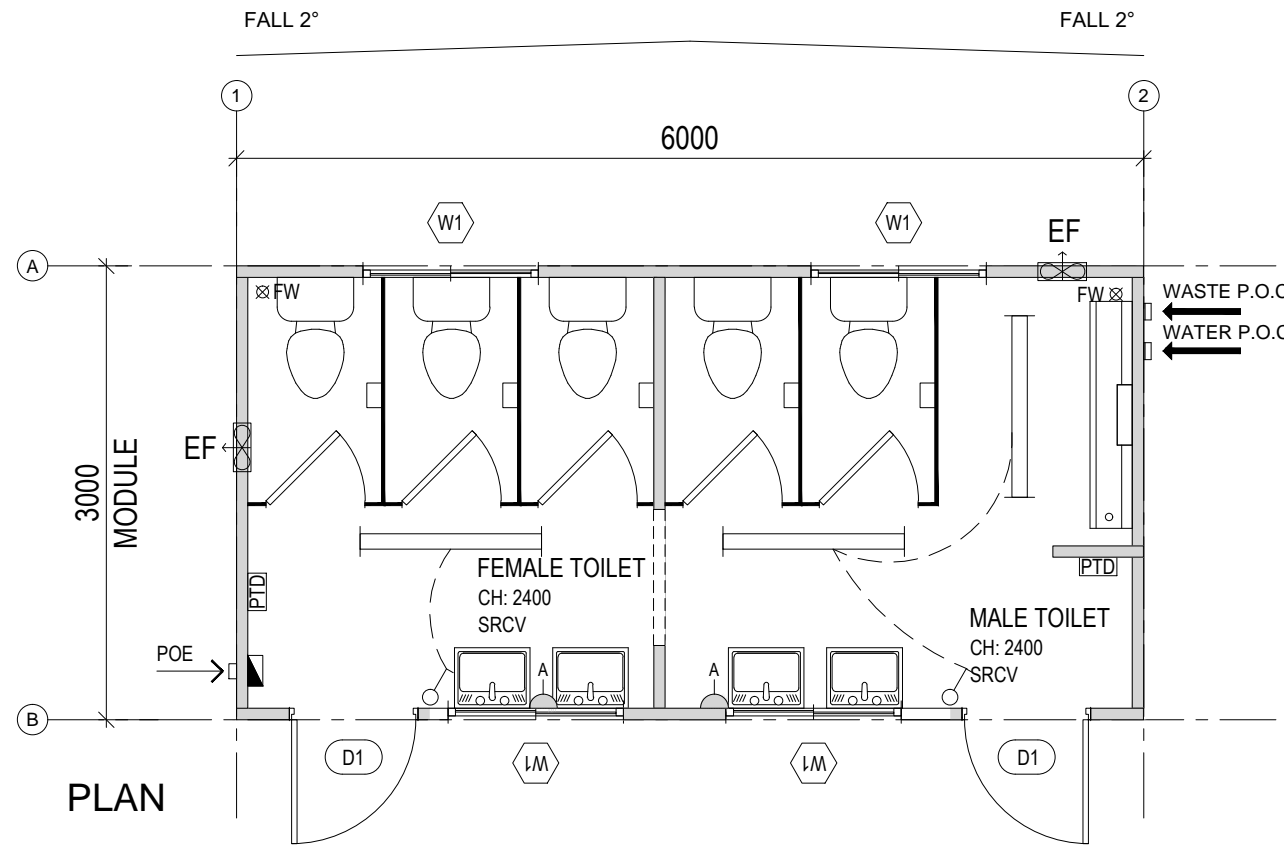 FALL 2°
FALL 2°
1
2
6000
W1
W1
EF
A
FW
FW
WASTE P.O.C
WATER P.O.C
EF
3000
MODULE
FEMALE TOILET
CH: 2400
SRCV
PTD
PTD
MALE TOILET
CH: 2400
SRCV
POE
A
A
B
D1
W1
W1
D1
PLAN